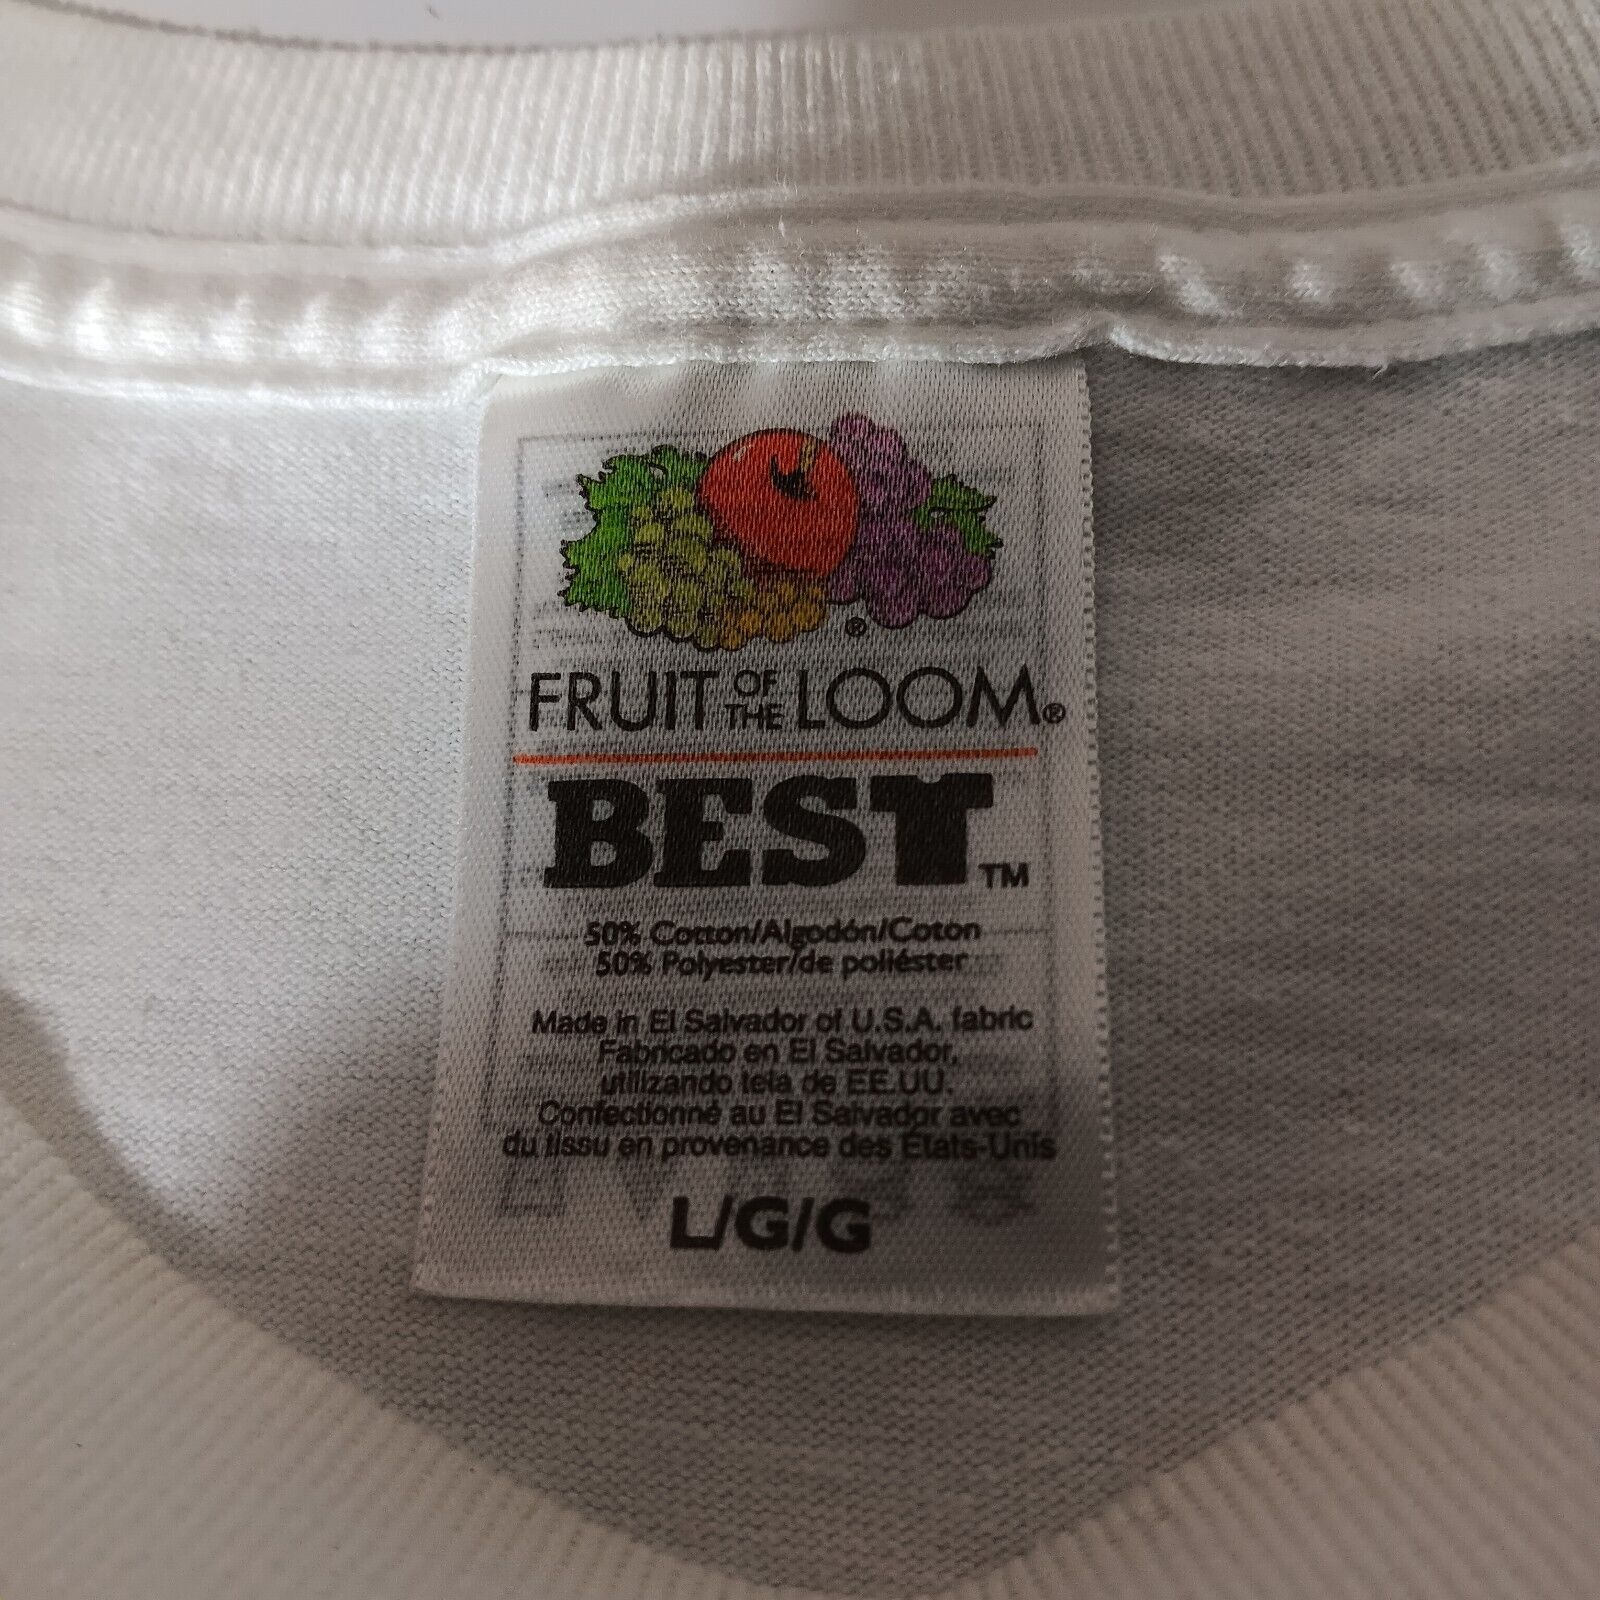 ®
FRUIT OF THE LOOM®
BEST™
50% Cotton/Algodón/Coton
50% Polyester/de poliéster
Made in El Salvador of U.S.A. fabric
Fabricado en El Salvador,
utilizando tela de EE.UU.
Confectionné au El Salvador avec
du tissu en provenance des États-Unis
L/G/G